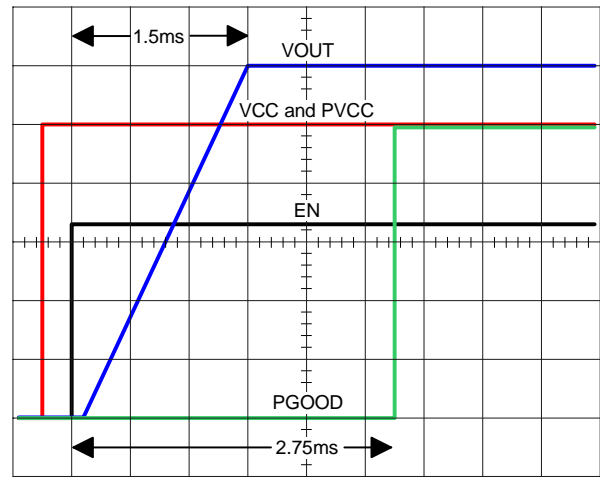 1.5ms
VOUT
VCC and PVCC
EN
PGOOD
2.75ms